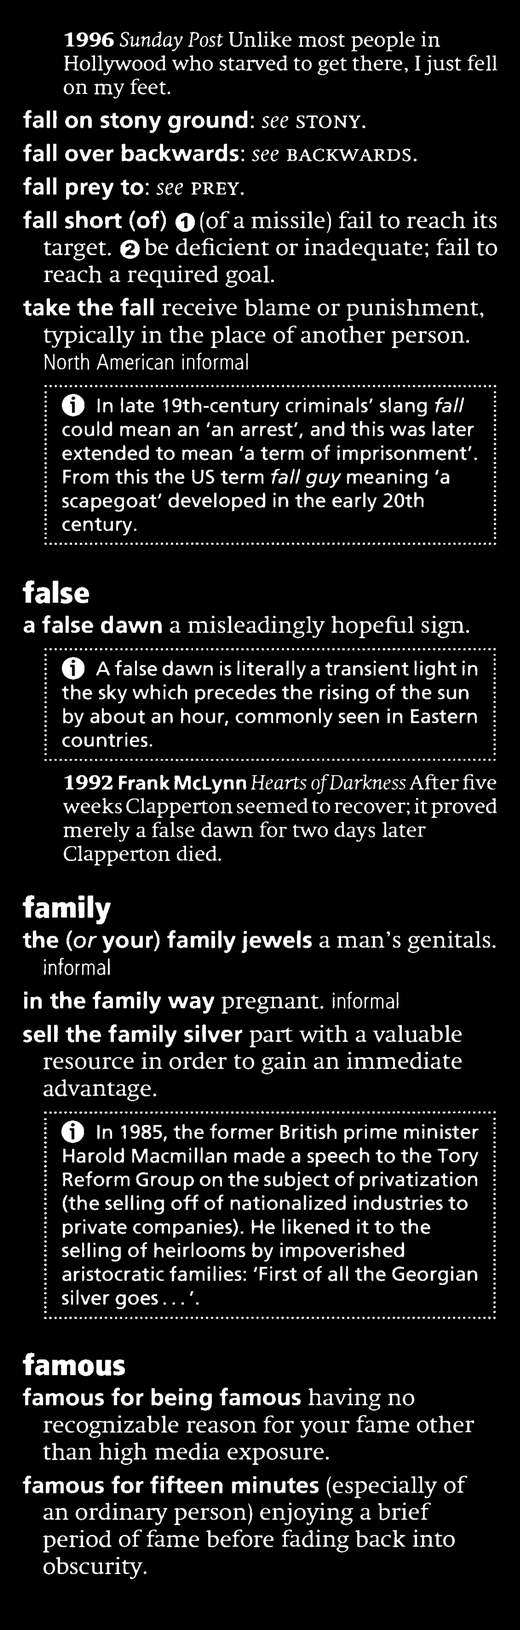 1996 Sunday Post Unlike most people in
Hollywood who starved to get there, I just fell
on my feet.
fall on stony ground: see STONY.
fall over backwards: see BACKWARDS.
fall prey to: see PREY.
fall short (of) ❶ (of a missile) fail to reach its
target. ❷ be deficient or inadequate; fail to
reach a required goal.
take the fall receive blame or punishment,
typically in the place of another person.
North American informal
ⓘ In late 19th-century criminals’ slang fall
could mean an ‘an arrest’, and this was later
extended to mean ‘a term of imprisonment’.
From this the US term fall guy meaning ‘a
scapegoat’ developed in the early 20th
century.
false
a false dawn a misleadingly hopeful sign.
ⓘ A false dawn is literally a transient light in
the sky which precedes the rising of the sun
by about an hour, commonly seen in Eastern
countries.
1992 Frank McLynn Hearts of Darkness After five
weeks Clapperton seemed to recover; it proved
merely a false dawn for two days later
Clapperton died.
family
the (or your) family jewels a man’s genitals.
informal
in the family way pregnant. informal
sell the family silver part with a valuable
resource in order to gain an immediate
advantage.
ⓘ In 1985, the former British prime minister
Harold Macmillan made a speech to the Tory
Reform Group on the subject of privatization
(the selling off of nationalized industries to
private companies). He likened it to the
selling of heirlooms by impoverished
aristocratic families: ‘First of all the Georgian
silver goes . . . ’.
famous
famous for being famous having no
recognizable reason for your fame other
than high media exposure.
famous for fifteen minutes (especially of
an ordinary person) enjoying a brief
period of fame before fading back into
obscurity.